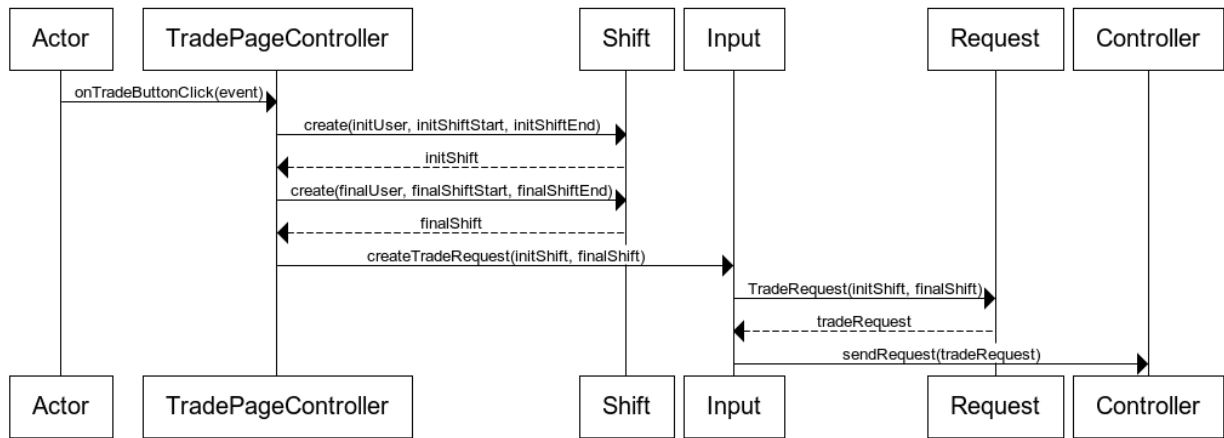 Actor TradePageController Shift Input Request Controller
onTradeButtonClick(event)
create(initUser, initShiftStart, initShiftEnd)
initShift
create(finalUser, finalShiftStart, finalShiftEnd)
finalShift
createTradeRequest(initShift, finalShift)
TradeRequest(initShift, finalShift)
tradeRequest
sendRequest(tradeRequest)
Actor TradePageController Shift Input Request Controller